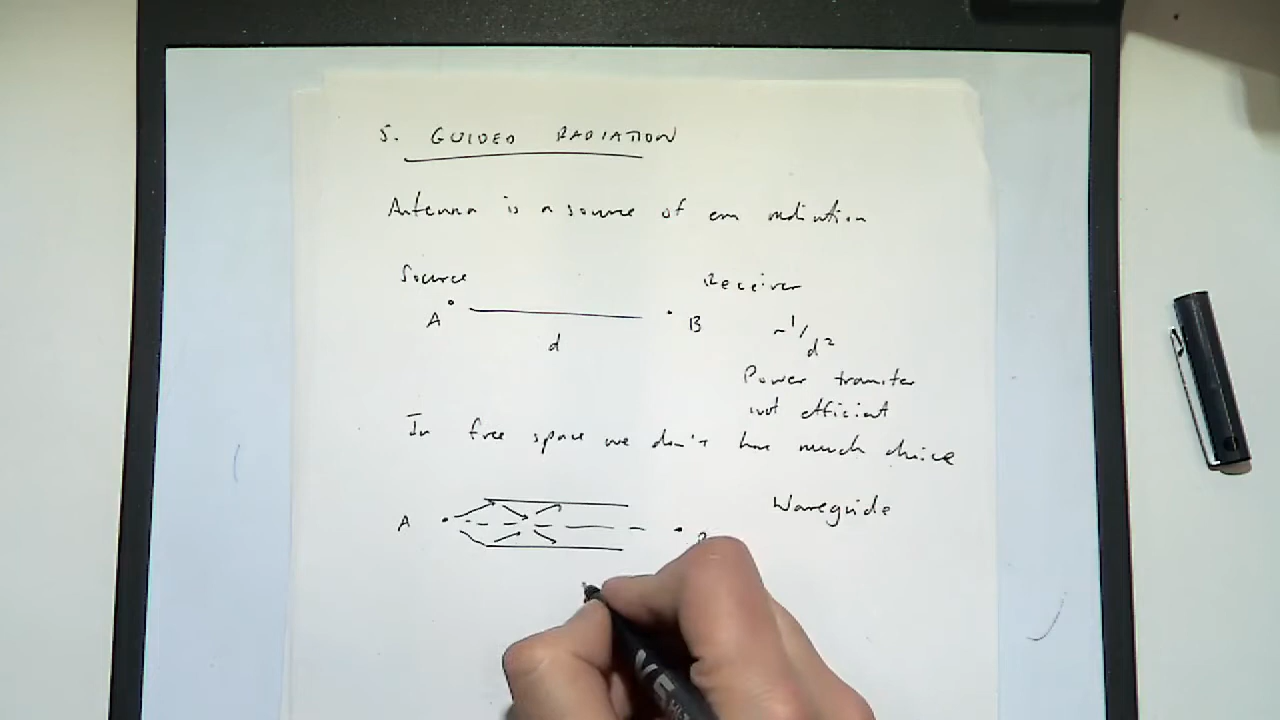 5. GUIDED RADIATION
Antenna is a source of em radiation
Source Receiver
A B ~1/d²
d
Power transfer
not efficient
In free space we don't have much choice
A Waveguide